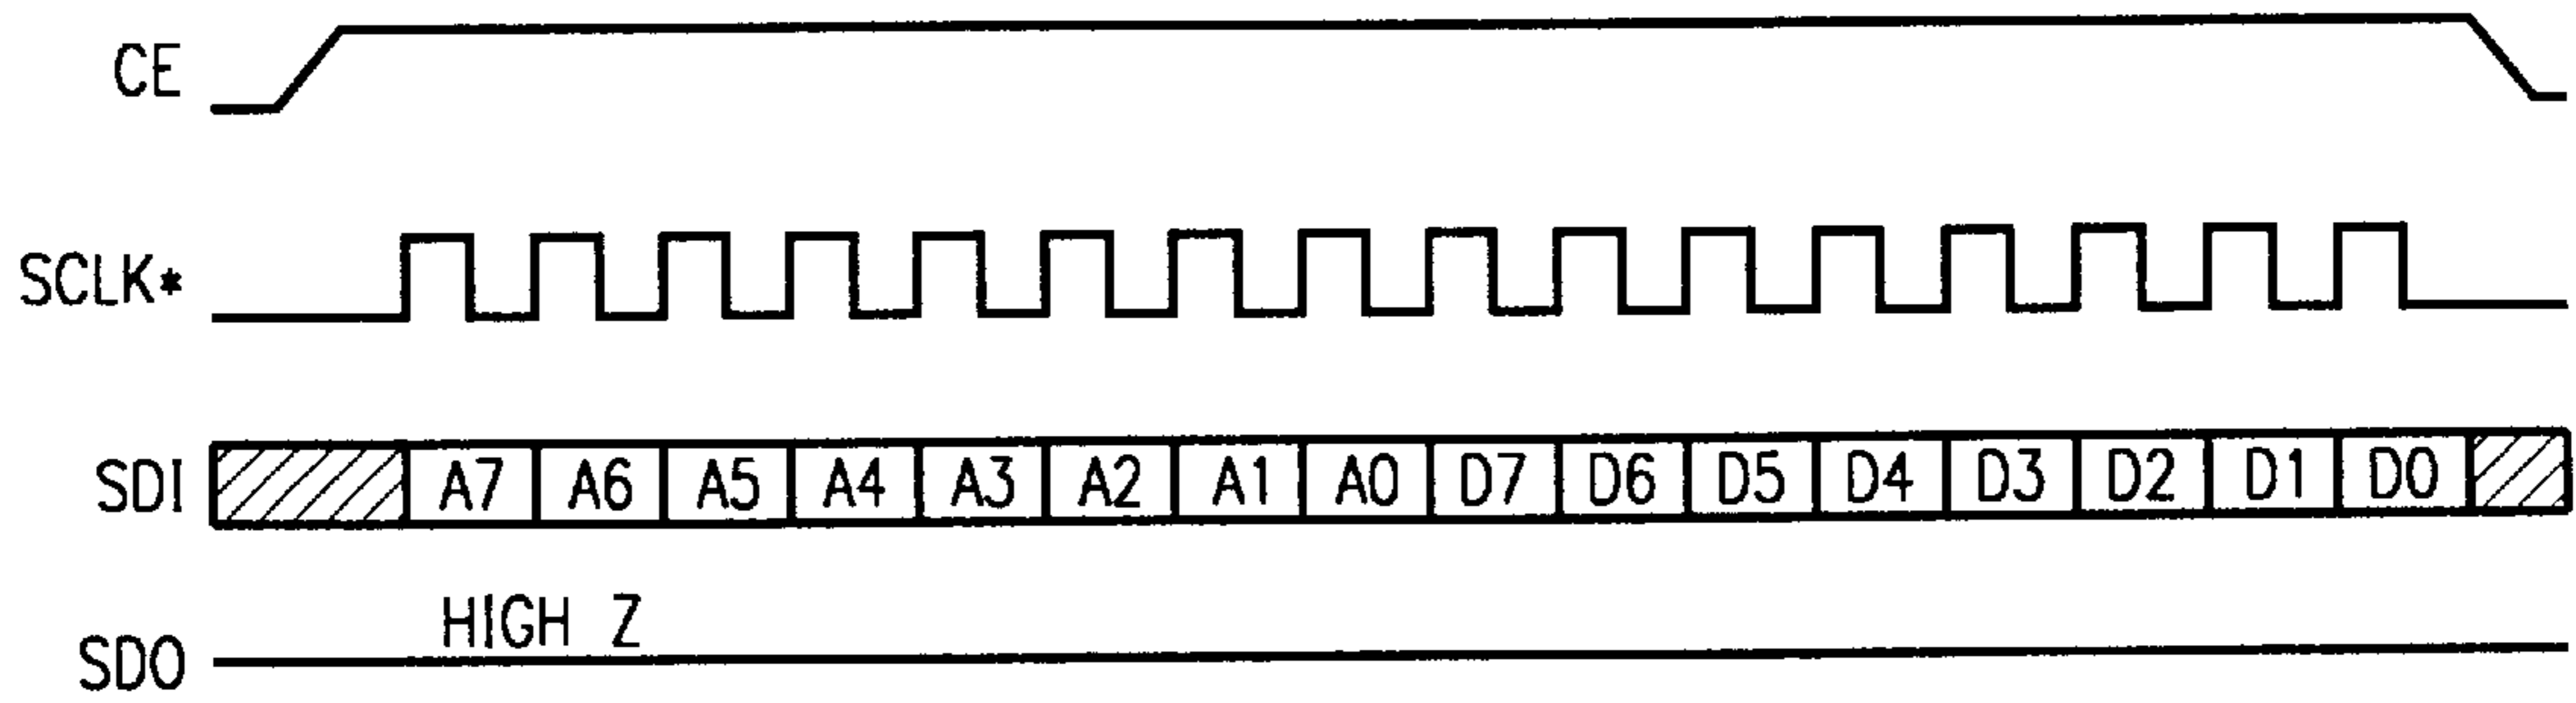 CE
SCLK*
SDI A7 A6 A5 A4 A3 A2 A1 A0 D7 D6 D5 D4 D3 D2 D1 D0
HIGH Z
SDO